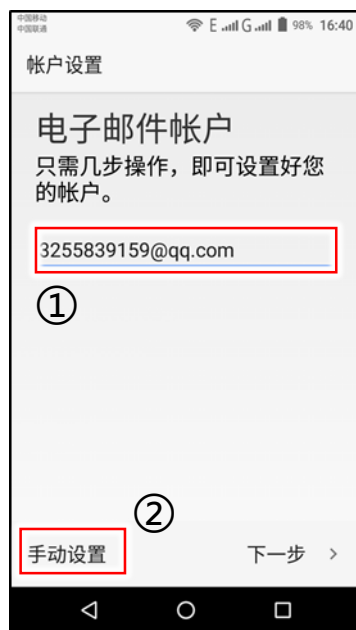 中国移动
中国联通
E G 98% 16:40
帐户设置
电子邮件帐户
只需几步操作，即可设置好您
的帐户。
3255839159@qq.com
①
②
手动设置 下一步 >